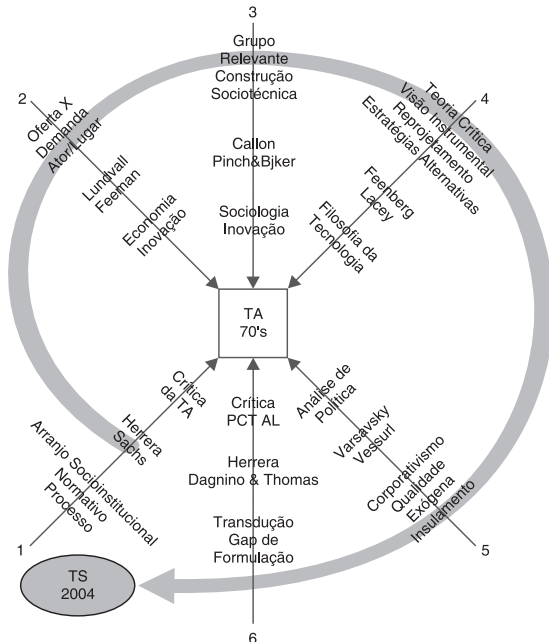 3
Grupo
Relevante
Construção
Sociotécnica
Callon
Pinch&Bjker
Sociologia
Inovação
2
Oferta X
Demanda
Ator/Lugar
Lundvall
Feeman
Economia
Inovação
4
Teoria Crítica
Visão Instrumental
Reprojetamento
Estratégias Alternativas
Feenberg
Lacey
Filosofia da
Tecnologia
TA
70's
Crítica
da TA
Herrera
Sachs
Arranjo Socibinstitucional
Normativo
Processo
1
TS
2004
Crítica
PCT AL
Herrera
Dagnino & Thomas
Transdução
Gap de
Formulação
6
Análise de
Política
Varsavsky
Vessurl
Corporativismo
Qualidade
Exógena
Insulamento
5